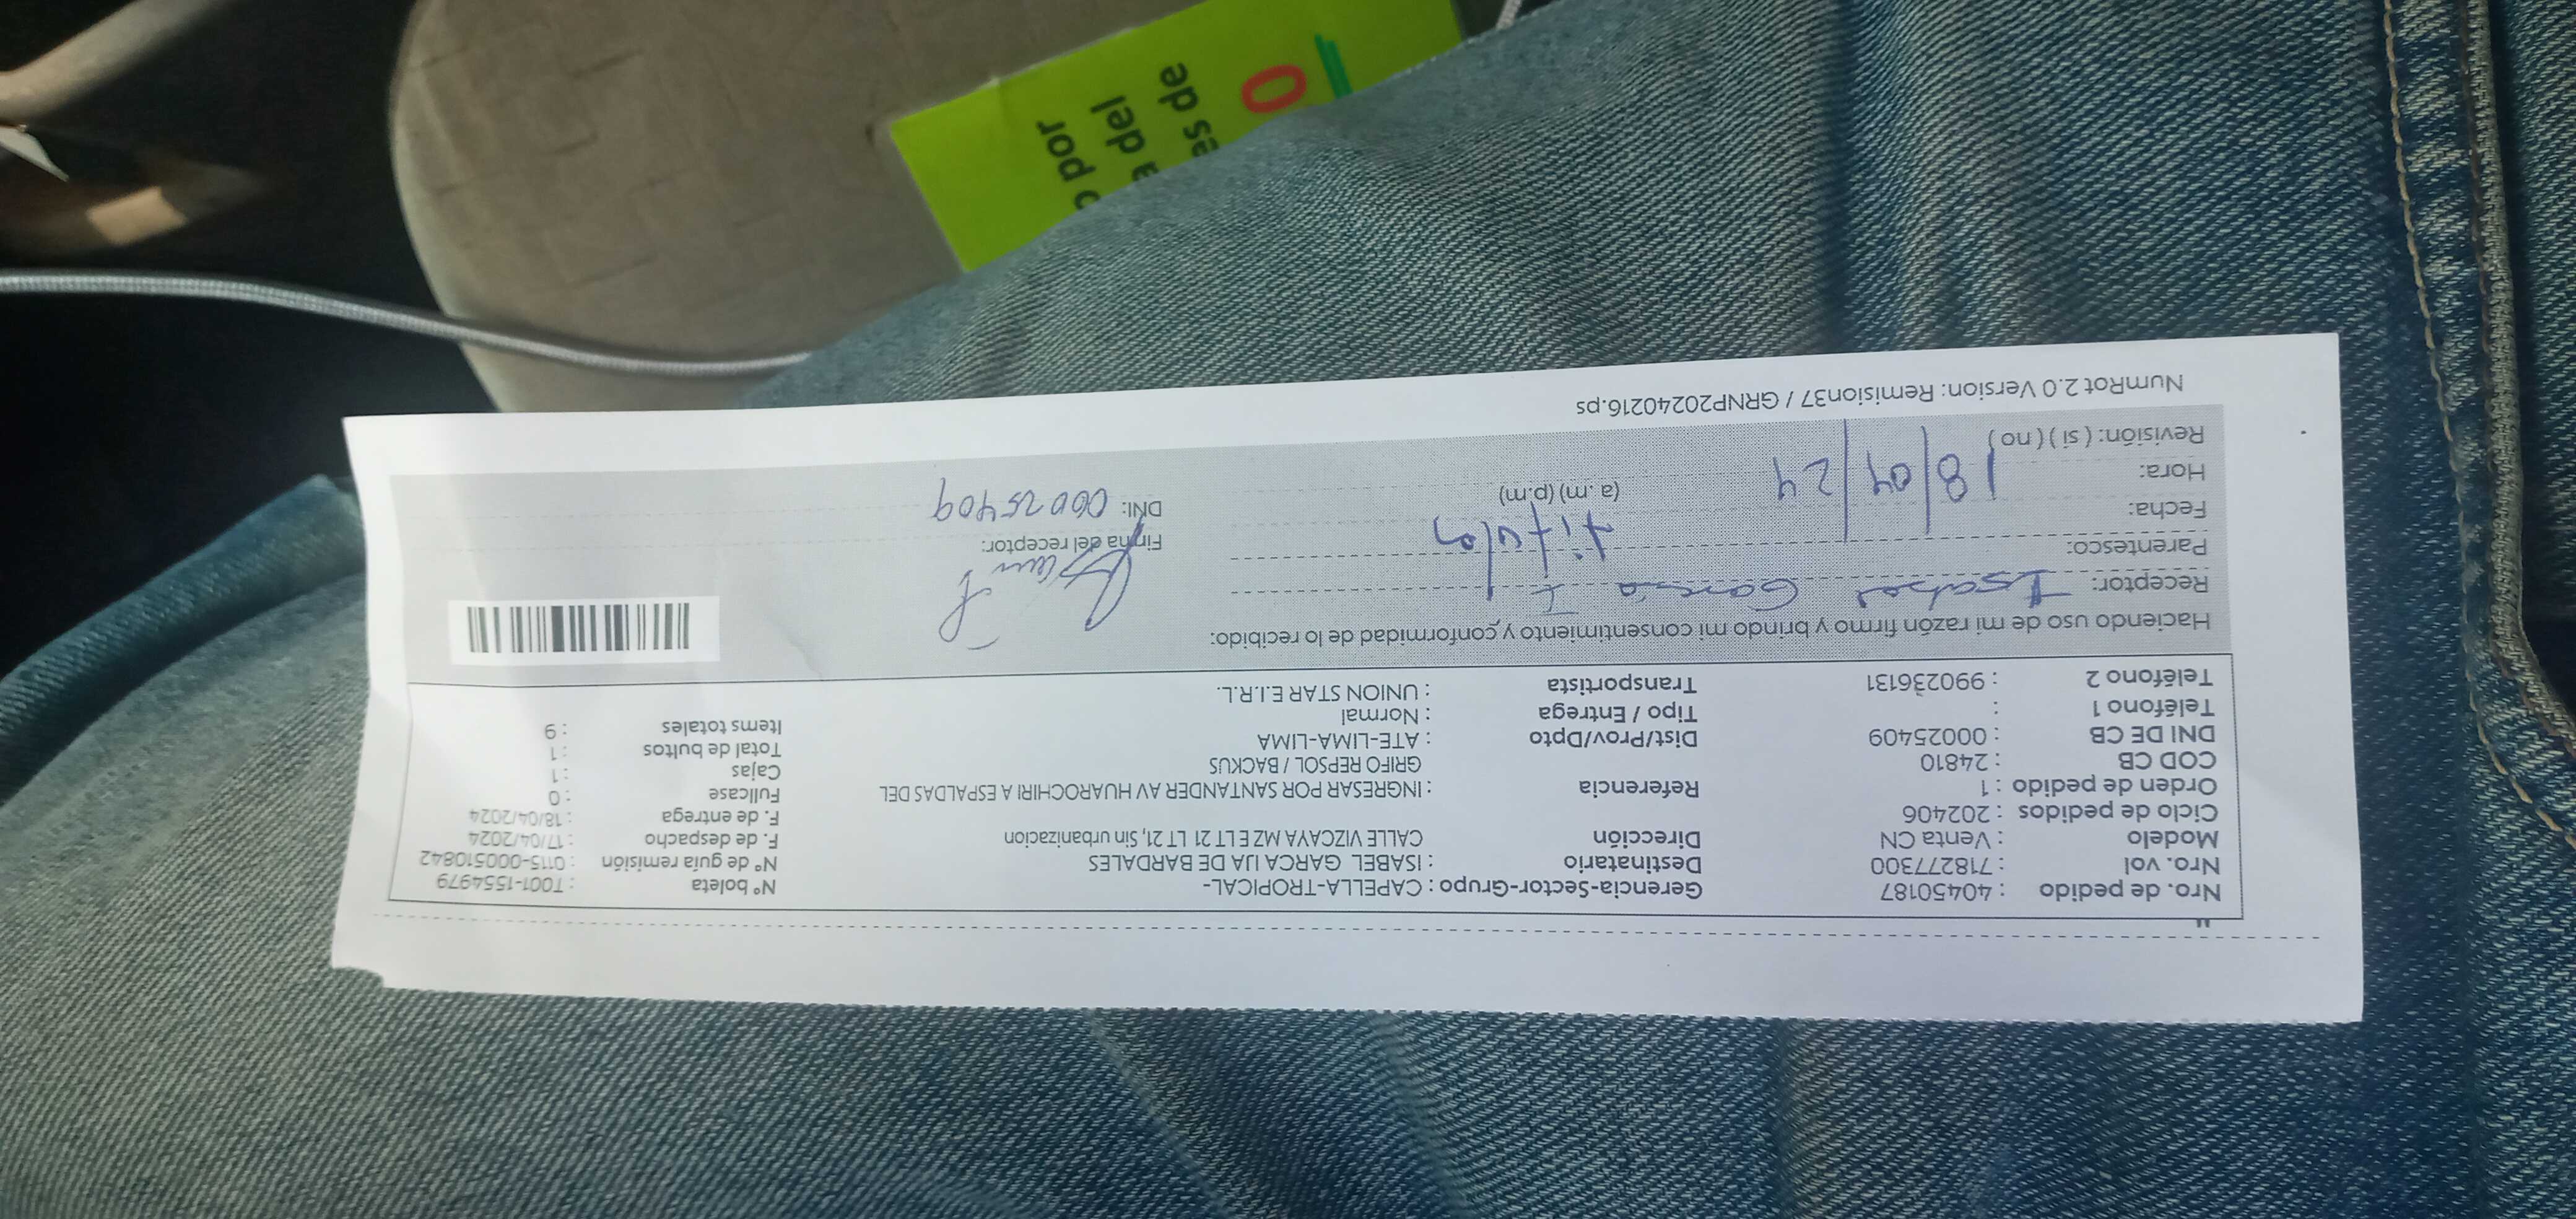 Nro. de pedido : 40450187 Gerencia-Sector-Grupo : CAPELLA-TROPICAL- N° boleta : T001-1554979
Nro. vol : 718277300 Destinatario : ISABEL GARCA IJA DE BARDALES N° de guía remisión : 0115-000510842
Modelo : Venta CN Dirección CALLE VIZCAYA MZ E LT 21 LT 21, Sin urbanizacion F. de despacho : 17/04/2024
Ciclo de pedidos : 202406 F. de entrega : 18/04/2024
Orden de pedido : 1 Referencia : INGRESAR POR SANTANDER AV HUAROCHIRI A ESPALDAS DEL Fullcase : 0
COD CB : 24810 GRIFO REPSOL / BACKUS Cajas : 1
DNI DE CB : 00025409 Dist/Prov/Dpto : ATE-LIMA-LIMA Total de bultos : 1
Teléfono 1 : Tipo / Entrega : Normal Items totales : 9
Teléfono 2 : 990236131 Transportista : UNION STAR E.I.R.L.
Haciendo uso de mi razón firmo y brindo mi consentimiento y conformidad de lo recibido:
Receptor: Isabel Garcia I
Parentesco: titular Firma del receptor:
Fecha: 18/04/24 DNI: 00025409
Hora: (a. m) (p.m)
Revisión: ( si ) ( no )
NumRot 2.0 Version: Remision37 / GRNP20240216.ps
o por
a del
as de
0